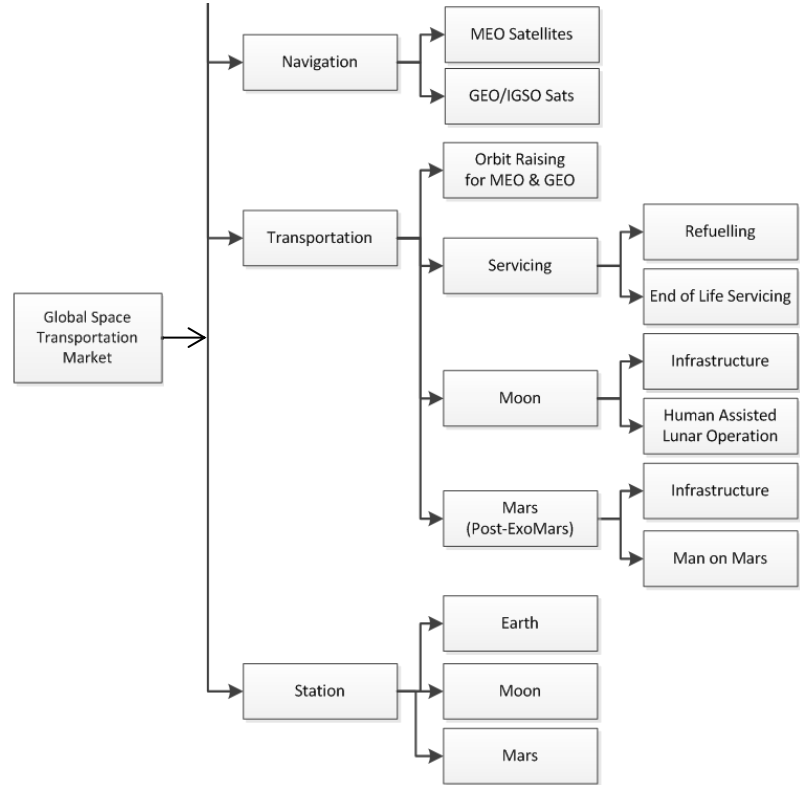 MEO Satellites
Navigation
GEO/IGSO Sats
Orbit Raising
for MEO & GEO
Transportation
Refuelling
Servicing
End of Life Servicing
Global Space
Transportation
Market
Infrastructure
Moon
Human Assisted
Lunar Operation
Infrastructure
Mars
(Post-ExoMars)
Man on Mars
Earth
Station
Moon
Mars